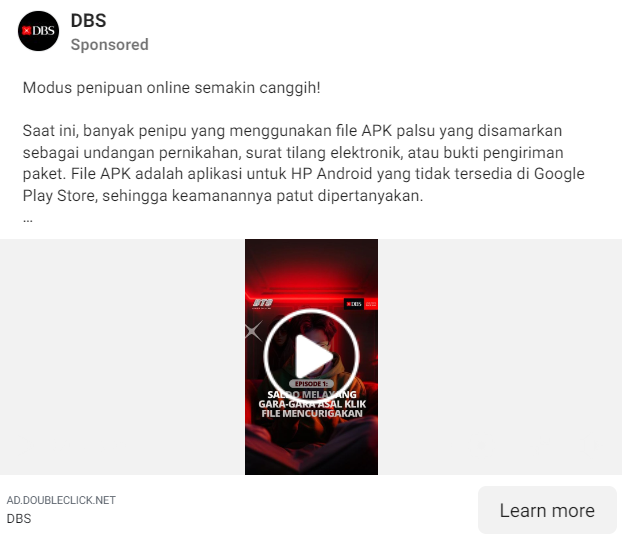 DBS
DBS
Sponsored
Modus penipuan online semakin canggih!
Saat ini, banyak penipu yang menggunakan file APK palsu yang disamarkan
sebagai undangan pernikahan, surat tilang elektronik, atau bukti pengiriman
paket. File APK adalah aplikasi untuk HP Android yang tidak tersedia di Google
Play Store, sehingga keamanannya patut dipertanyakan.
...
DBS
EPISODE 1:
SALDO MELAYANG
GARA-GARA ASAL KLIK
FILE MENCURIGAKAN
AD.DOUBLECLICK.NET
DBS
Learn more